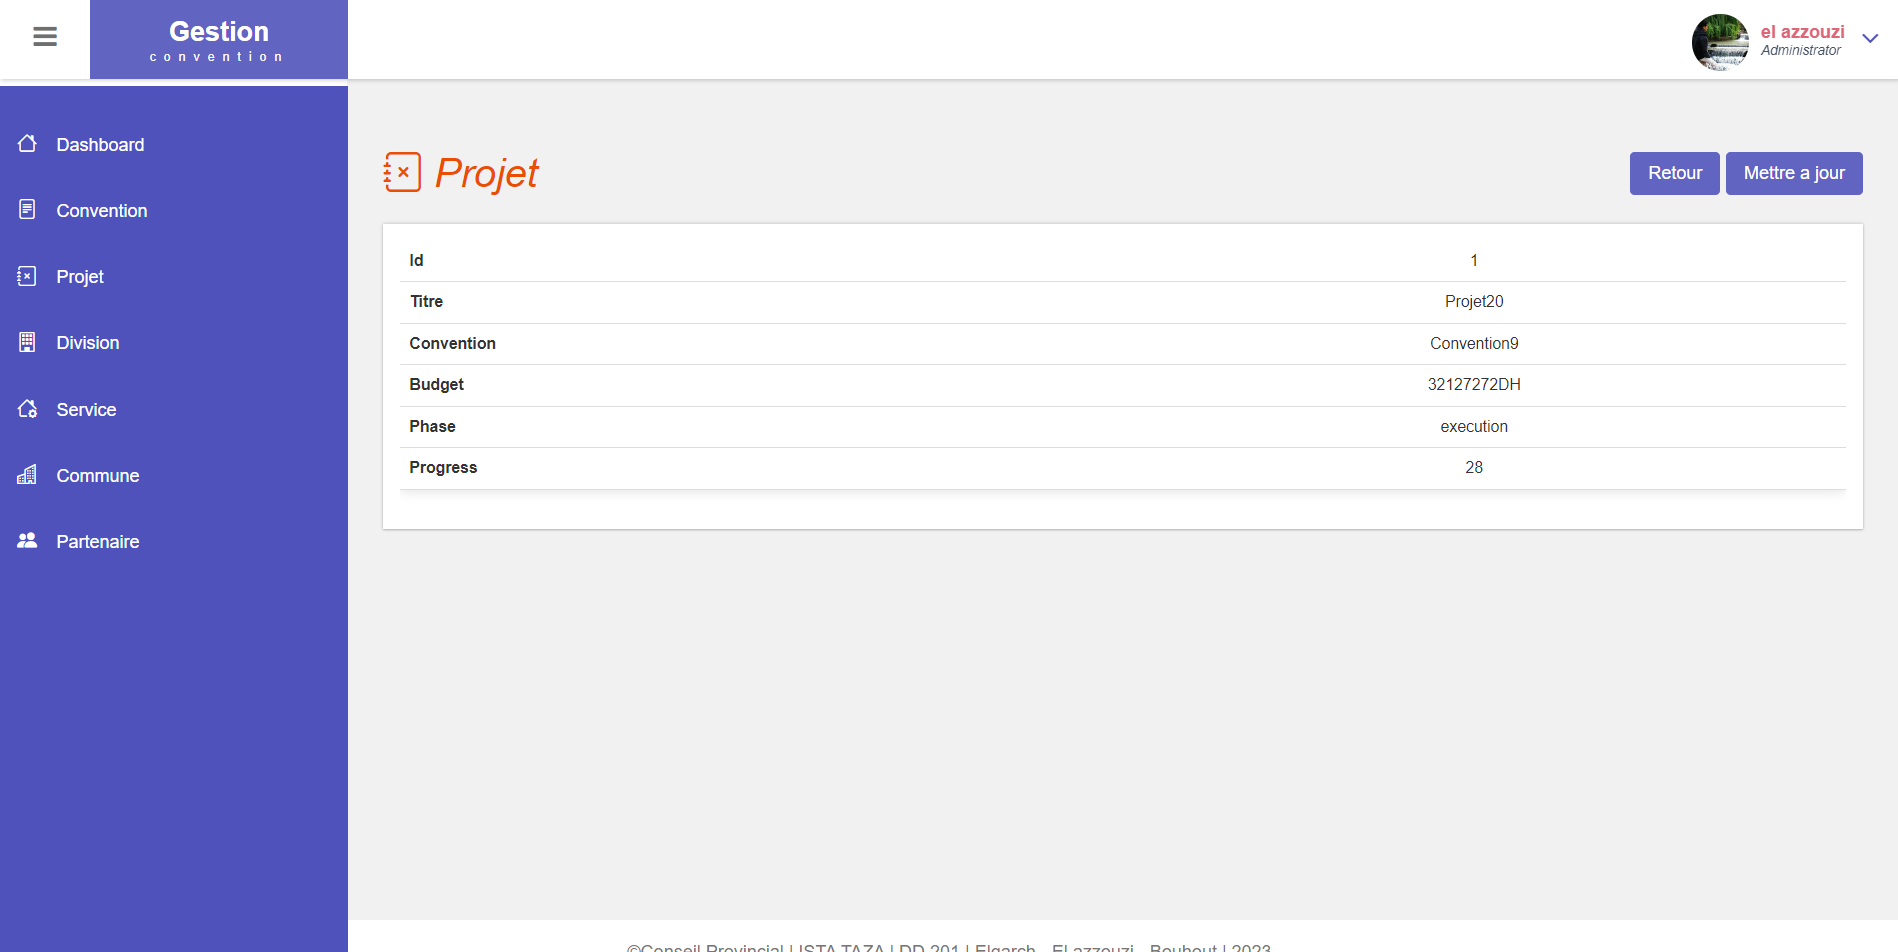 Gestion
convention
el azzouzi
Administrator
Dashboard
Convention
Projet
Division
Service
Commune
Partenaire
Projet
Retour
Mettre a jour
Id 1
Titre Projet20
Convention Convention9
Budget 32127272DH
Phase execution
Progress 28
©Conseil Provincial | ISTA TAZA | DD 201 | Elgarch - El azzouzi - Bouhout | 2023